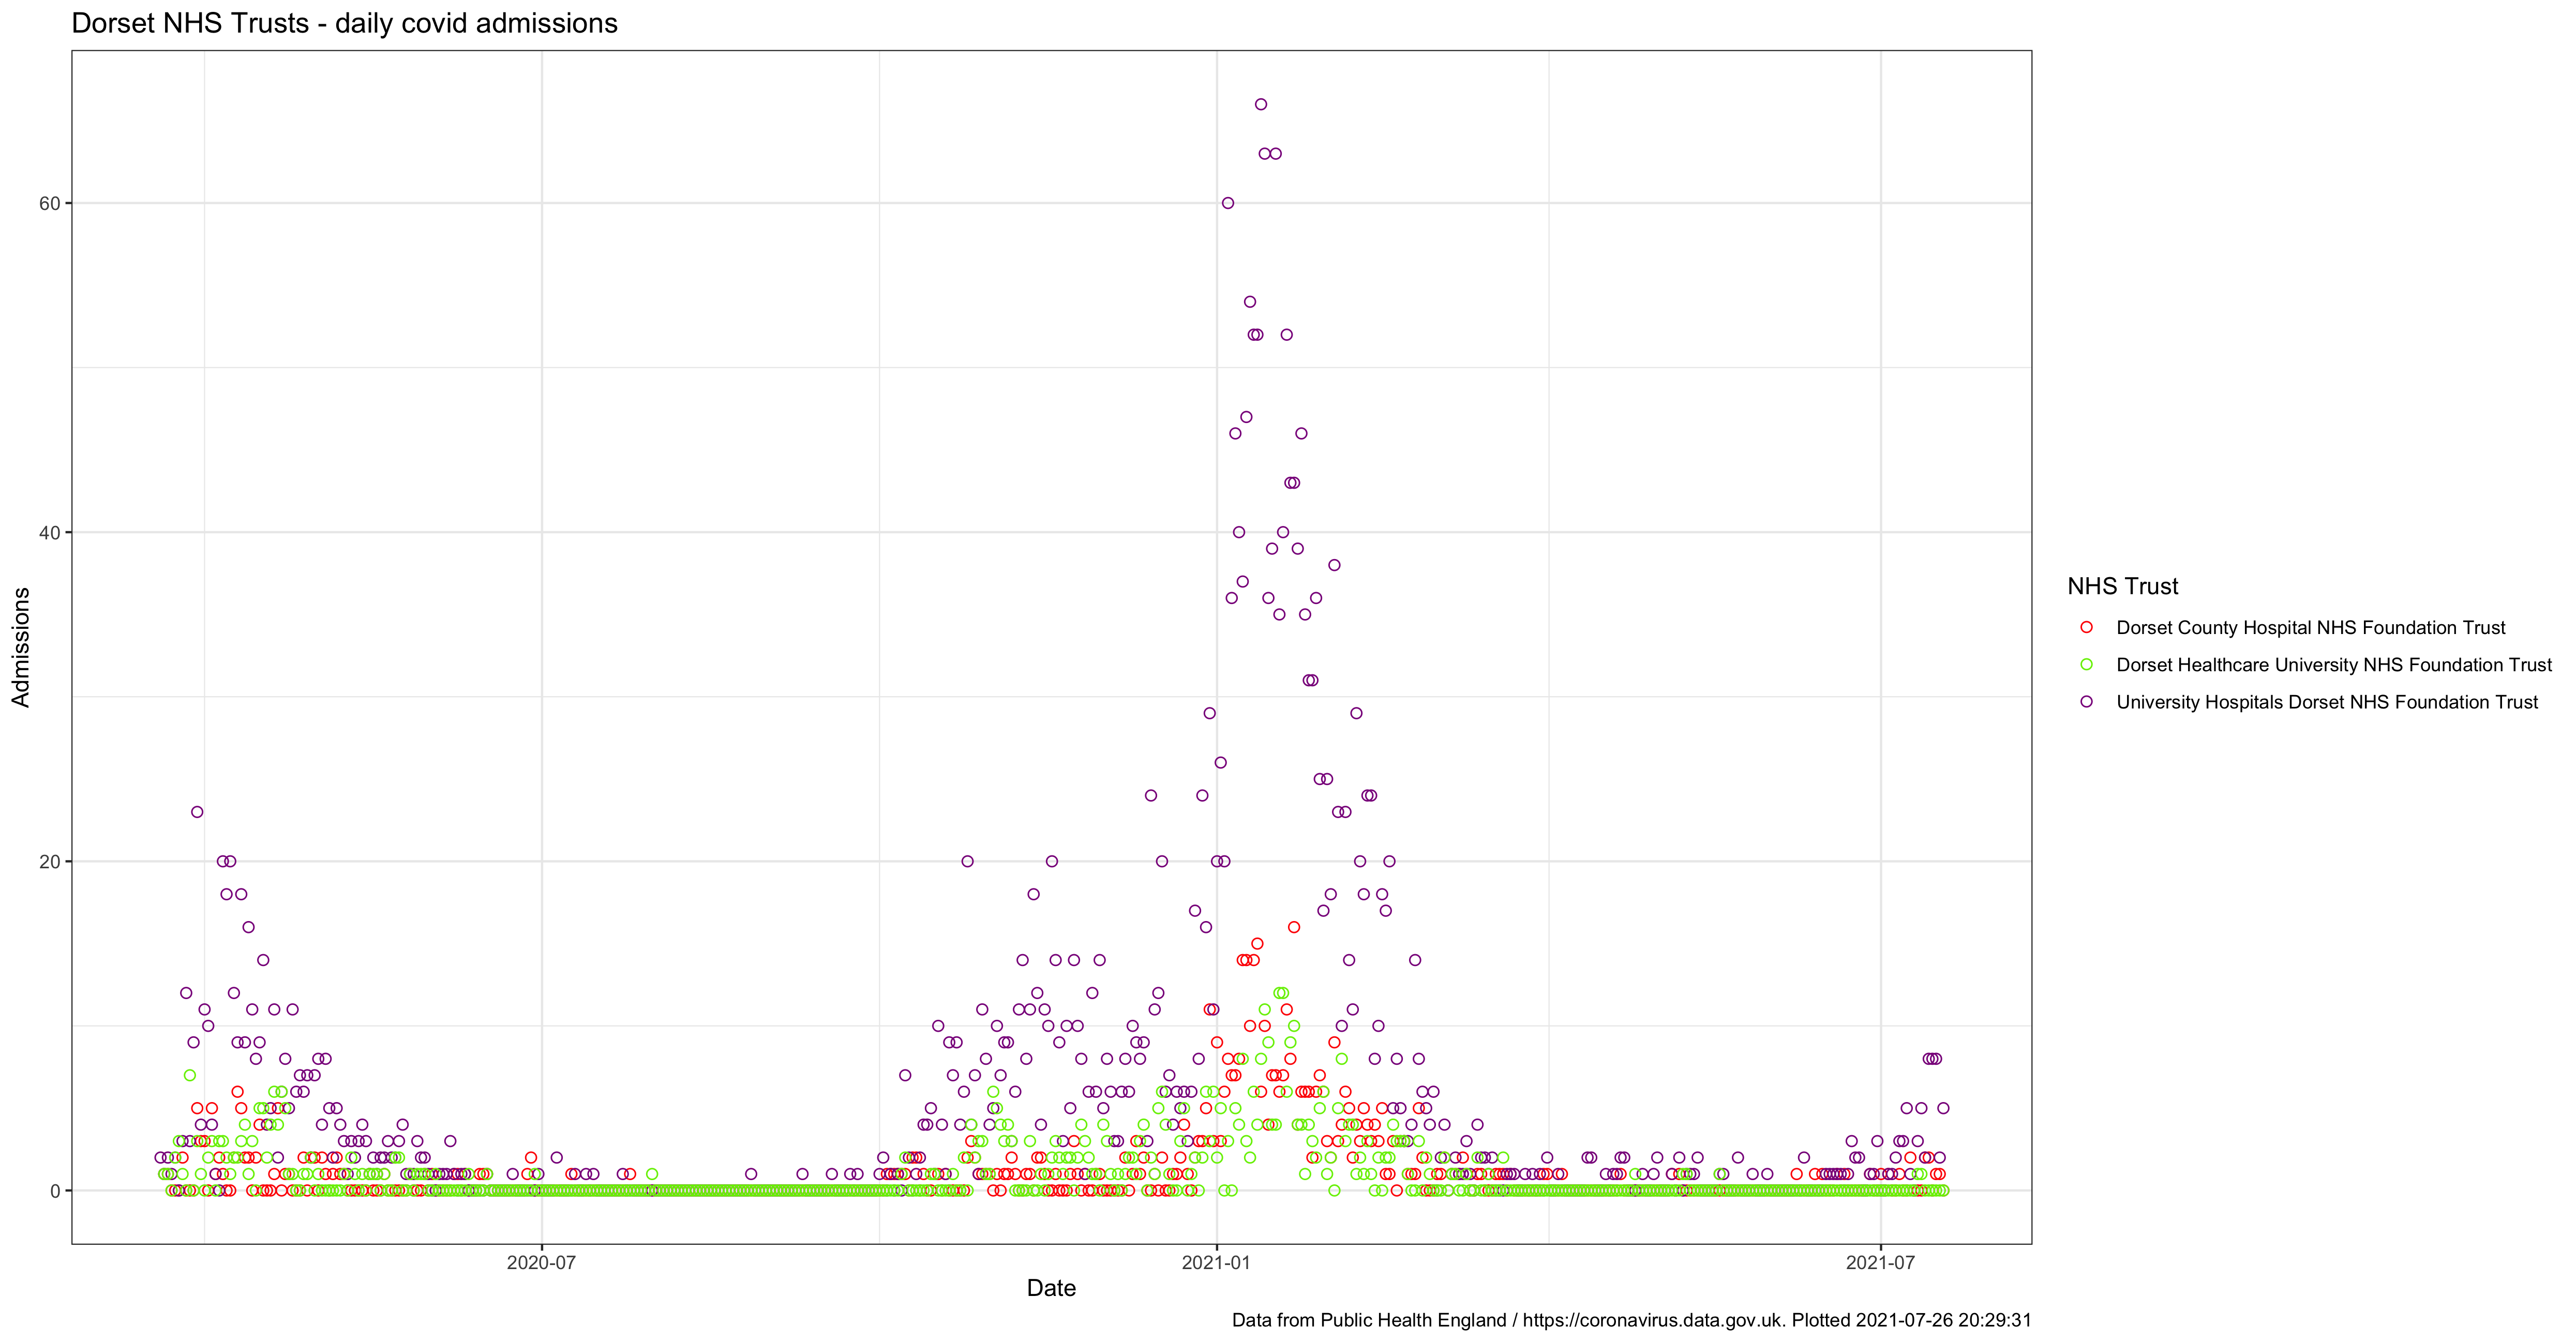 Dorset NHS Trusts - daily covid admissions
60
40
20
0
Admissions
2020-07
2021-01
2021-07
Date
NHS Trust
Dorset County Hospital NHS Foundation Trust
Dorset Healthcare University NHS Foundation Trust
University Hospitals Dorset NHS Foundation Trust
Data from Public Health England / https://coronavirus.data.gov.uk. Plotted 2021-07-26 20:29:31